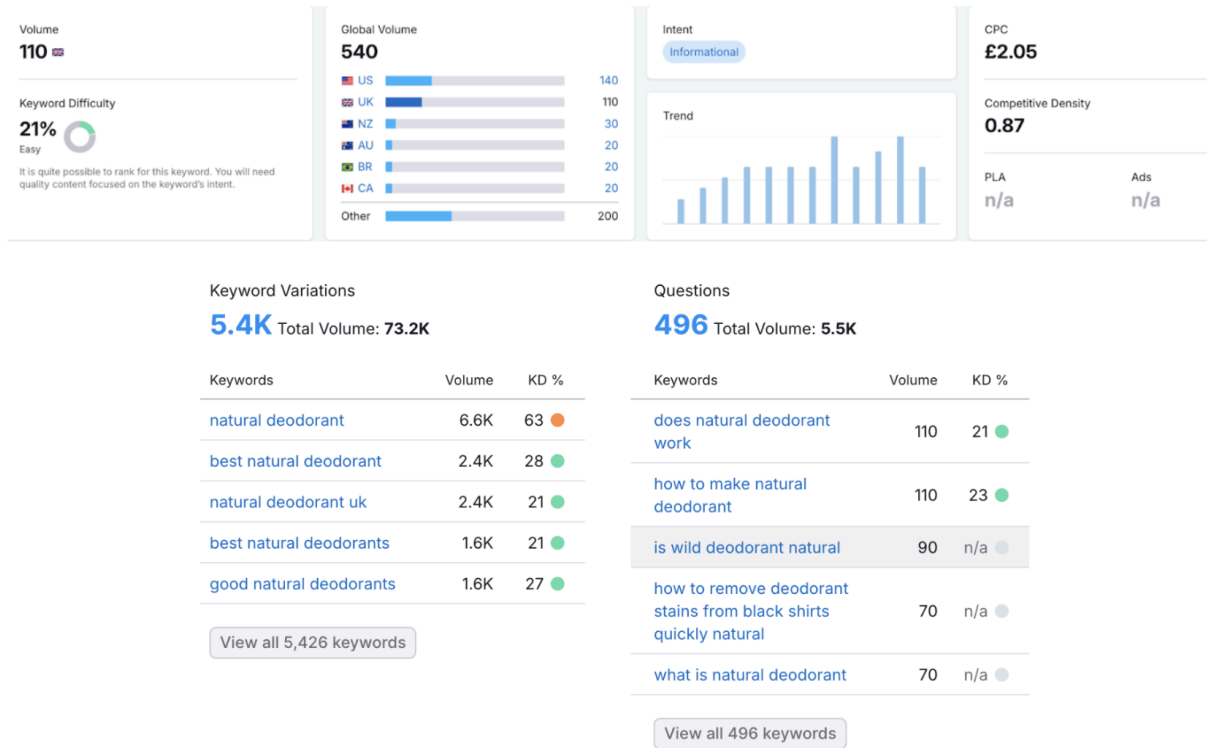 Volume
110
Keyword Difficulty
21%
Easy
It is quite possible to rank for this keyword. You will need
quality content focused on the keyword's intent.
Global Volume
540
US 140
UK 110
NZ 30
AU 20
BR 20
CA 20
Other 200
Intent
Informational
Trend
CPC
£2.05
Competitive Density
0.87
PLA Ads
n/a n/a
Keyword Variations
5.4K Total Volume: 73.2K
Keywords Volume KD %
natural deodorant 6.6K 63
best natural deodorant 2.4K 28
natural deodorant uk 2.4K 21
best natural deodorants 1.6K 21
good natural deodorants 1.6K 27
View all 5,426 keywords
Questions
496 Total Volume: 5.5K
Keywords Volume KD %
does natural deodorant
work 110 21
how to make natural
deodorant 110 23
is wild deodorant natural 90 n/a
how to remove deodorant
stains from black shirts 70 n/a
quickly natural
what is natural deodorant 70 n/a
View all 496 keywords